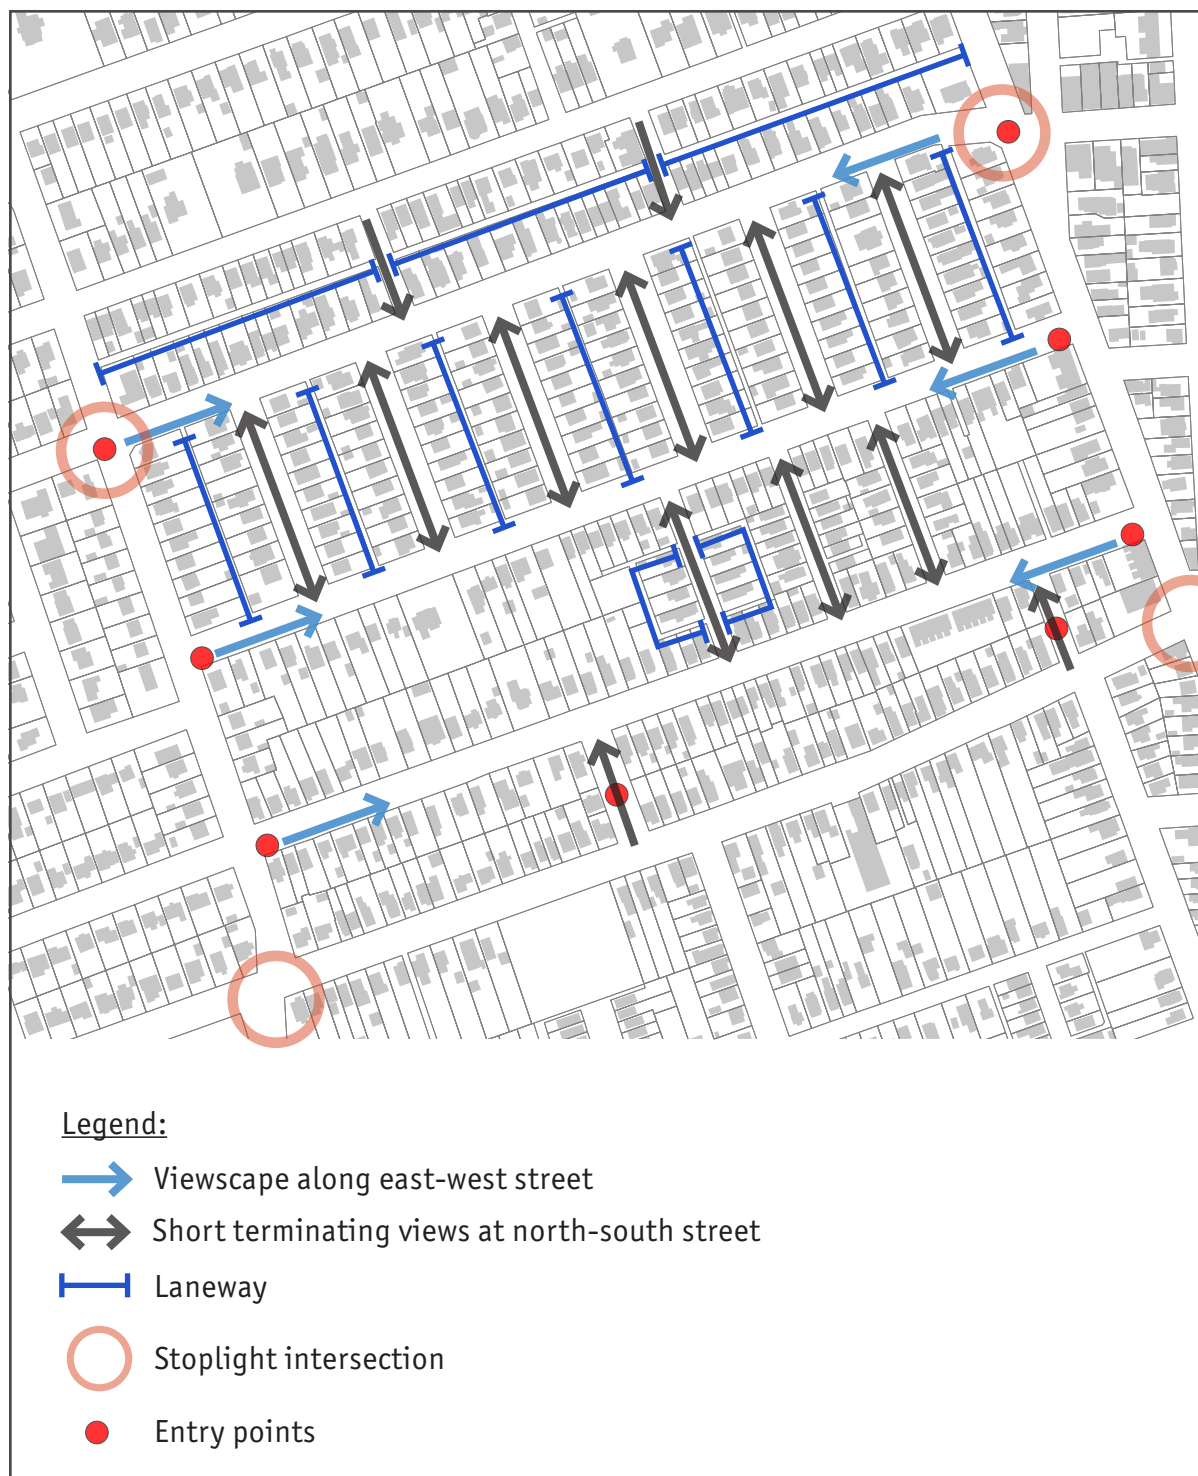 Legend:
Viewscape along east-west street
Short terminating views at north-south street
Laneway
Stoplight intersection
Entry points